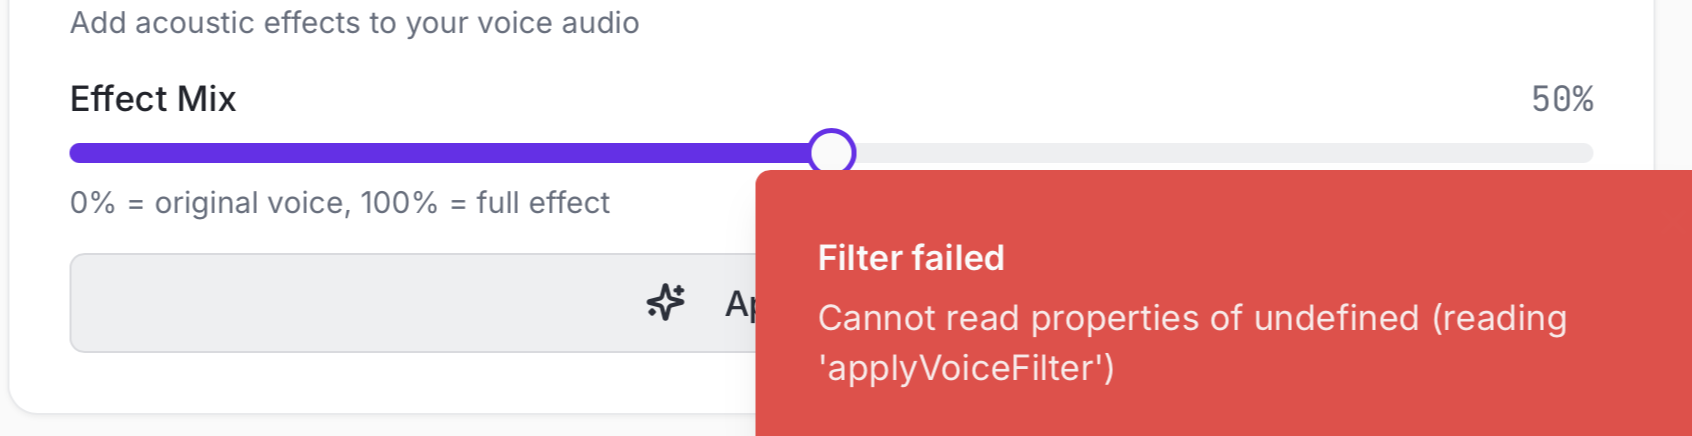 Add acoustic effects to your voice audio
Effect Mix
50%
0% = original voice, 100% = full effect
Filter failed
Cannot read properties of undefined (reading
'applyVoiceFilter')